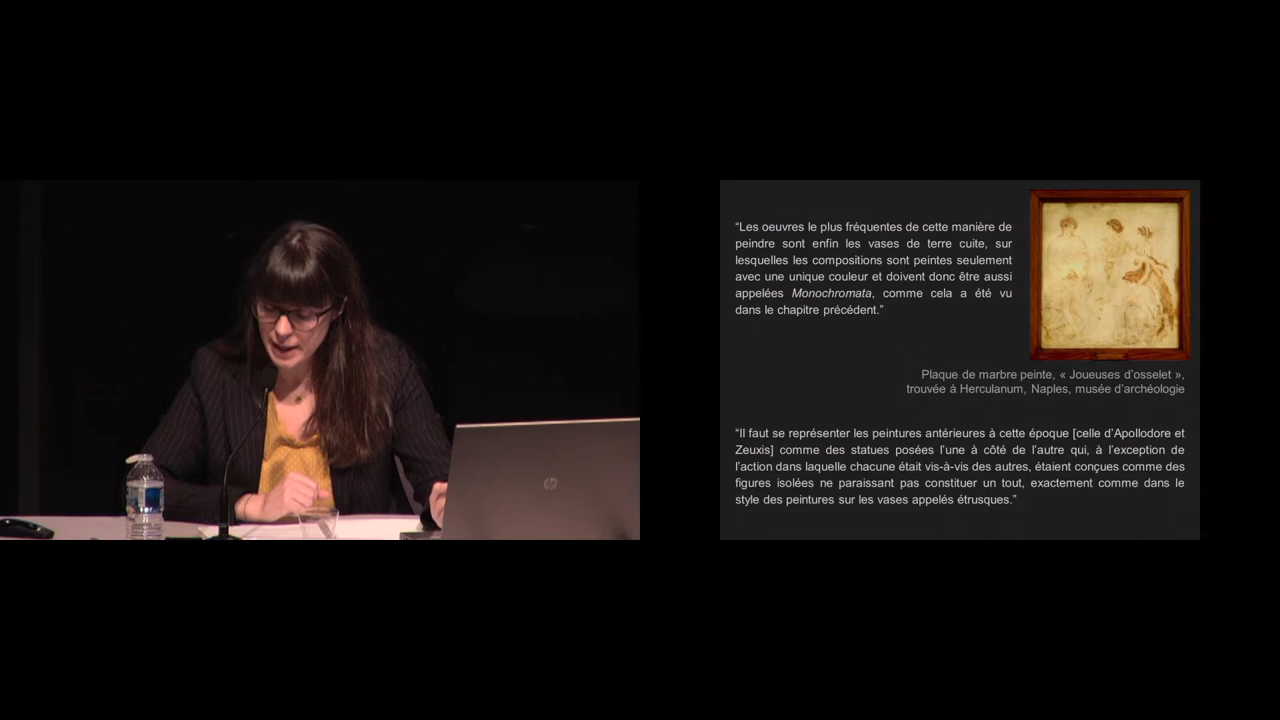 “Les oeuvres le plus fréquentes de cette manière de
peindre sont enfin les vases de terre cuite, sur
lesquelles les compositions sont peintes seulement
avec une unique couleur et doivent donc être aussi
appelées Monochromata, comme cela a été vu
dans le chapitre précédent.”
Plaque de marbre peinte, « Joueuses d’osselet »,
trouvée à Herculanum, Naples, musée d’archéologie
“Il faut se représenter les peintures antérieures à cette époque [celle d’Apollodore et
Zeuxis] comme des statues posées l’une à côté de l’autre qui, à l’exception de
l’action dans laquelle chacune était vis-à-vis des autres, étaient conçues comme des
figures isolées ne paraissant pas constituer un tout, exactement comme dans le
style des peintures sur les vases appelés étrusques.”
hp